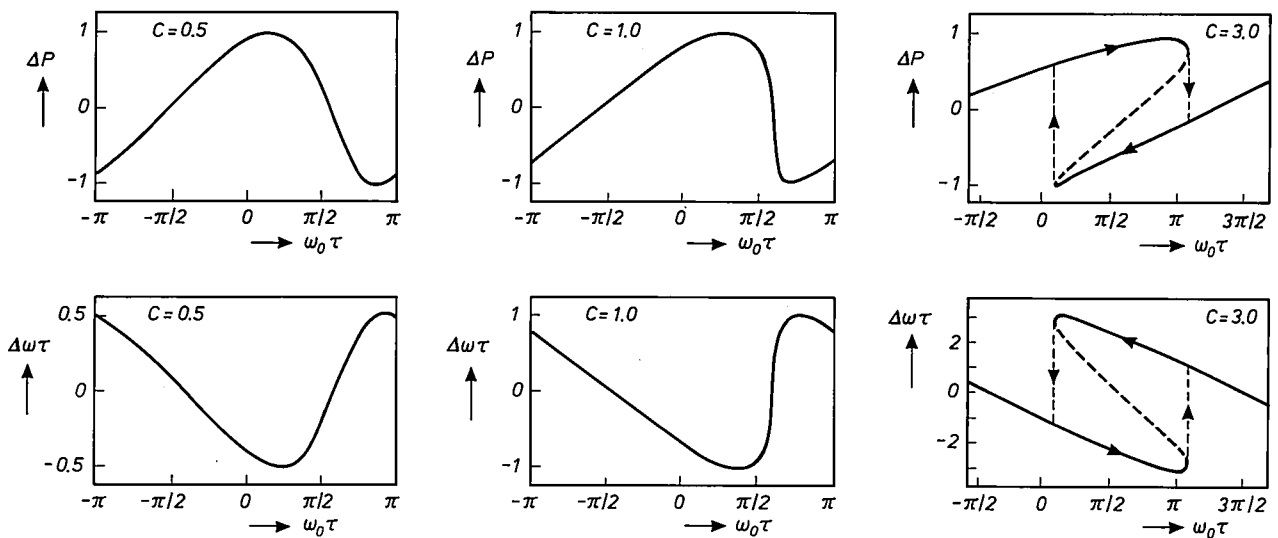 C = 0.5
ΔP
1
0
-1
-π -π/2 0 π/2 π
ω₀τ
C = 1.0
ΔP
1
0
-1
-π -π/2 0 π/2 π
ω₀τ
C = 3.0
ΔP
1
0
-1
-π/2 0 π/2 π 3π/2
ω₀τ
C = 0.5
Δωτ
0.5
0
-0.5
-π -π/2 0 π/2 π
ω₀τ
C = 1.0
Δωτ
1
0
-1
-π -π/2 0 π/2 π
ω₀τ
C = 3.0
Δωτ
2
0
-2
-π/2 0 π/2 π 3π/2
ω₀τ